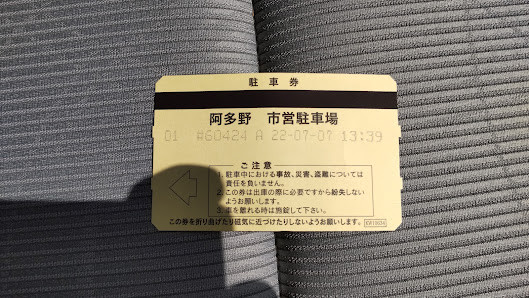 駐車券
阿多野 市営駐車場
01 #60424 A 22-07-07 13:39
ご注意
1. 駐車中における事故、災害、盗難については
責任を負いません。
2. この券は出庫の際に必要ですから紛失しない
ようお願いします。
3. 車を離れる時は施錠して下さい。
この券を折り曲げたり磁気に近づけたりしないようお願いします。